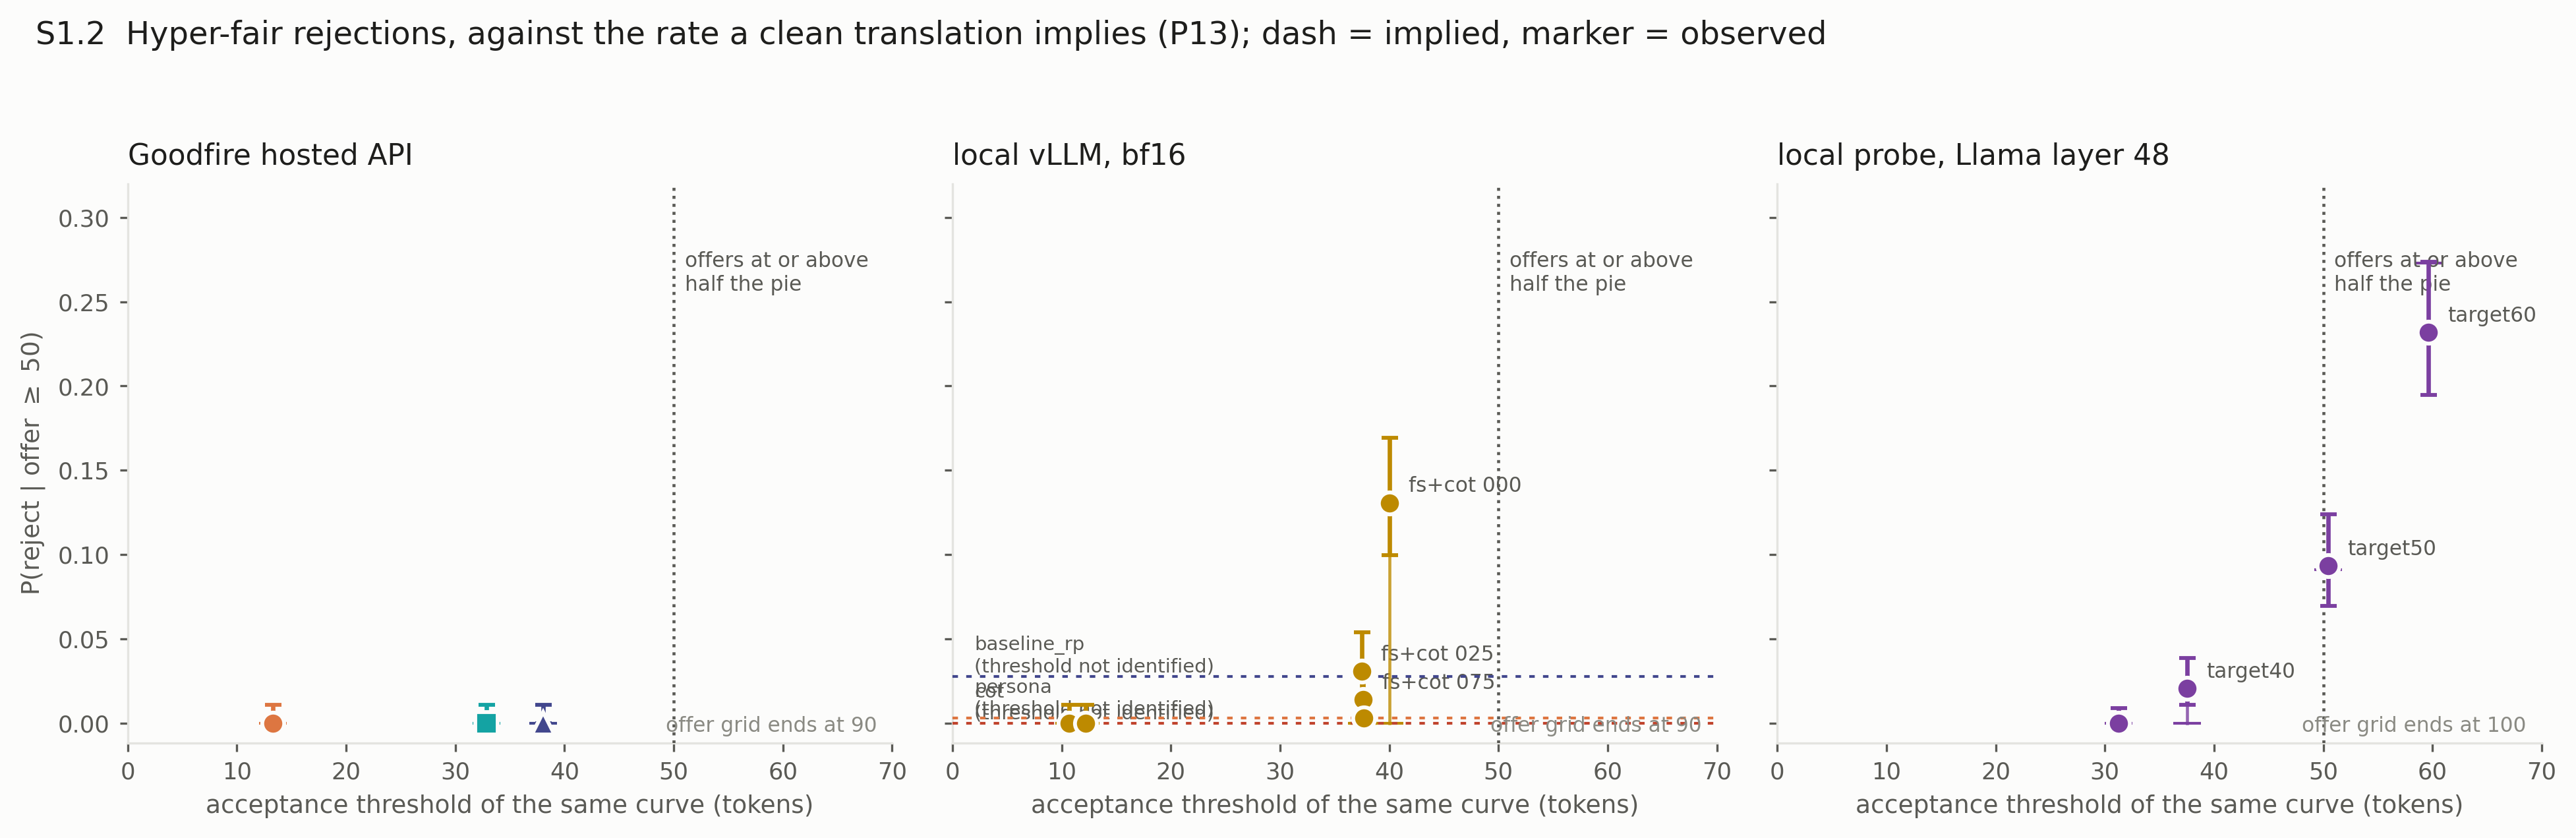 S1.2  Hyper-fair rejections, against the rate a clean translation implies (P13); dash = implied, marker = observed
Goodfire hosted API
P(reject | offer ≥ 50)
0.30
0.25
0.20
0.15
0.10
0.05
0.00
offers at or above
half the pie
offer grid ends at 90
0 10 20 30 40 50 60 70
acceptance threshold of the same curve (tokens)
local vLLM, bf16
offers at or above
half the pie
fs+cot 000
baseline_rp
(threshold not identified)
fs+cot 025
persona
cot
fs+cot 075
(threshold not identified)
(threshold not identified)
offer grid ends at 90
0 10 20 30 40 50 60 70
acceptance threshold of the same curve (tokens)
local probe, Llama layer 48
offers at or above
half the pie
target60
target50
target40
offer grid ends at 100
0 10 20 30 40 50 60 70
acceptance threshold of the same curve (tokens)